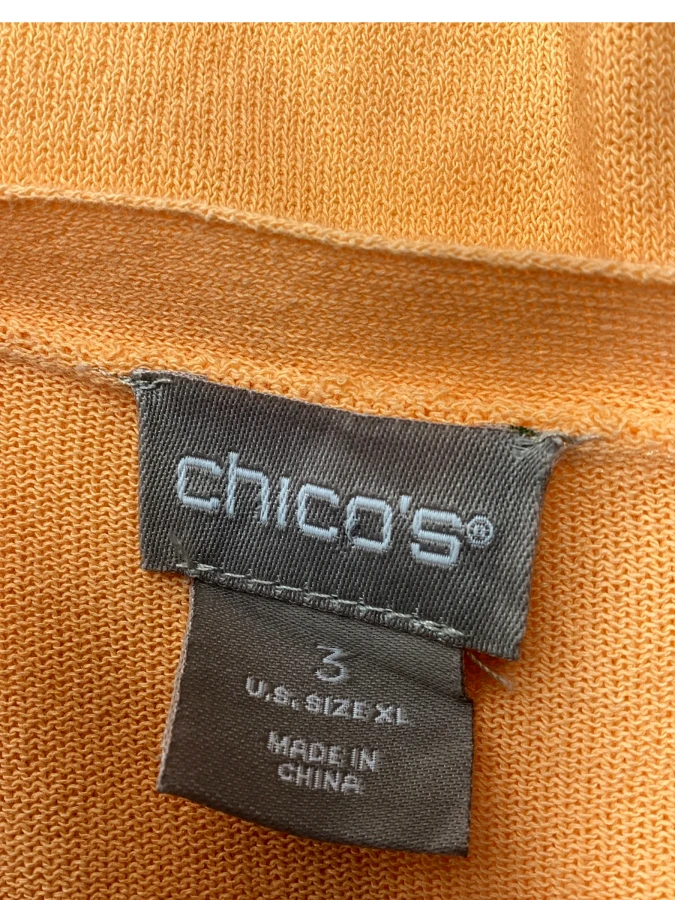 chico's®
3
U.S. SIZE XL
MADE IN
CHINA